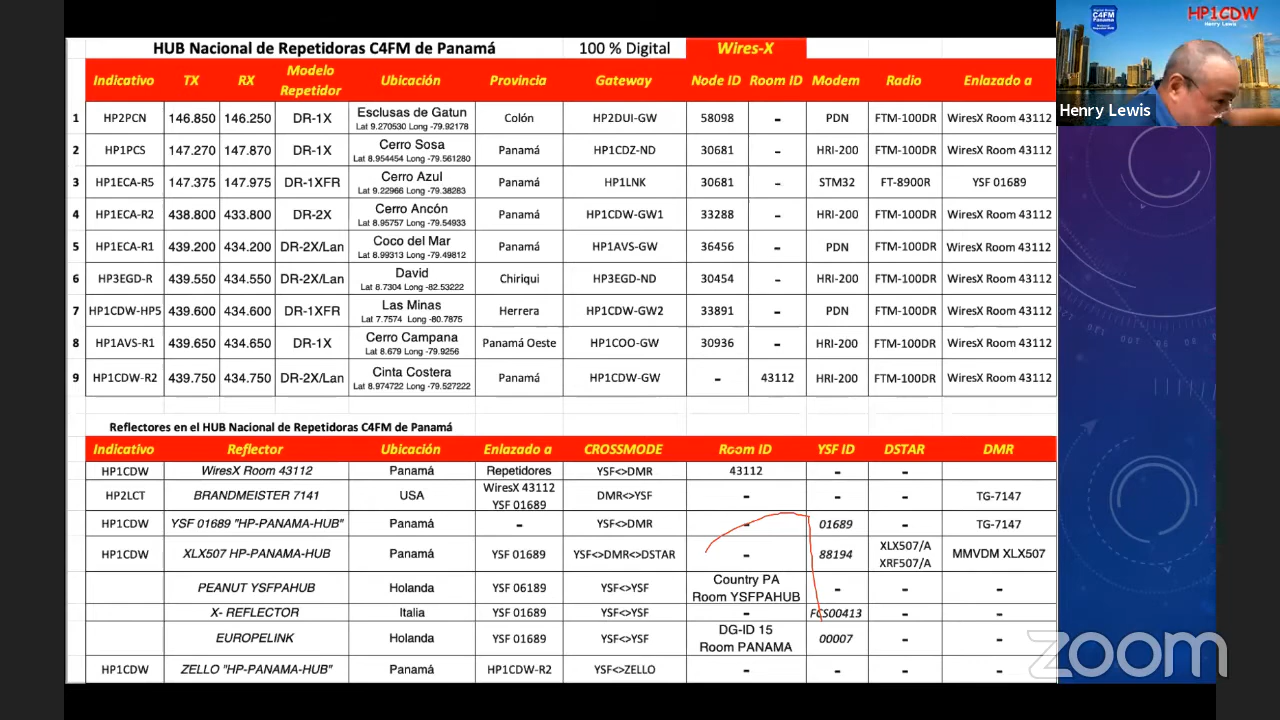 C4FM
Panama
HP1CDW
Henry Lewis
Henry Lewis
HUB Nacional de Repetidoras C4FM de Panamá 100 % Digital Wires-X
Indicativo TX RX Modelo Repetidor Ubicación Provincia Gateway Node ID Room ID Modem Radio Enlazado a
1 HP2PCN 146.850 146.250 DR-1X Esclusas de Gatun Lat 9.270530 Long -79.92178 Colón HP2DUI-GW 58098 - PDN FTM-100DR WiresX Room 43112
2 HP1PCS 147.270 147.870 DR-1X Cerro Sosa Lat 8.954454 Long -79.561280 Panamá HP1CDZ-ND 30681 - HRI-200 FTM-100DR WiresX Room 43112
3 HP1ECA-R5 147.375 147.975 DR-1XFR Cerro Azul Lat 9.22966 Long -79.38283 Panamá HP1LNK 30681 - STM32 FT-8900R YSF 01689
4 HP1ECA-R2 438.800 433.800 DR-2X Cerro Ancón Lat 8.95757 Long -79.54933 Panamá HP1CDW-GW1 33288 - HRI-200 FTM-100DR WiresX Room 43112
5 HP1ECA-R1 439.200 434.200 DR-2X/Lan Coco del Mar Lat 8.99313 Long -79.49812 Panamá HP1AVS-GW 36456 - PDN FTM-100DR WiresX Room 43112
6 HP3EGD-R 439.550 434.550 DR-2X/Lan David Lat 8.7304 Long -82.53222 Chiriqui HP3EGD-ND 30454 - HRI-200 FTM-100DR WiresX Room 43112
7 HP1CDW-HP5 439.600 434.600 DR-1XFR Las Minas Lat 7.7574 Long -80.7875 Herrera HP1CDW-GW2 33891 - PDN FTM-100DR WiresX Room 43112
8 HP1AVS-R1 439.650 434.650 DR-1X Cerro Campana Lat 8.679 Long -79.9256 Panamá Oeste HP1COO-GW 30936 - HRI-200 FTM-100DR WiresX Room 43112
9 HP1CDW-R2 439.750 434.750 DR-2X/Lan Cinta Costera Lat 8.974722 Long -79.527222 Panamá HP1CDW-GW - 43112 HRI-200 FTM-100DR WiresX Room 43112
Reflectores en el HUB Nacional de Repetidoras C4FM de Panamá
Indicativo Reflector Ubicación Enlazado a CROSSMODE Room ID YSF ID DSTAR DMR
HP1CDW WiresX Room 43112 Panamá Repetidores YSF<>DMR 43112 - -
HP2LCT BRANDMEISTER 7141 USA WiresX 43112 YSF 01689 DMR<>YSF - - - TG-7147
HP1CDW YSF 01689 "HP-PANAMA-HUB" Panamá - YSF<>DMR - 01689 - TG-7147
HP1CDW XLX507 HP-PANAMA-HUB Panamá YSF 01689 YSF<>DMR<>DSTAR - 88194 XLX507/A XRF507/A MMVDM XLX507
PEANUT YSFPAHUB Holanda YSF 06189 YSF<>YSF Country PA Room YSFPAHUB - - -
X- REFLECTOR Italia YSF 01689 YSF<>YSF - FCS00413 - -
EUROPELINK Holanda YSF 01689 YSF<>YSF DG-ID 15 Room PANAMA 00007 - -
HP1CDW ZELLO "HP-PANAMA-HUB" Panamá HP1CDW-R2 YSF<>ZELLO - - - -
zoom